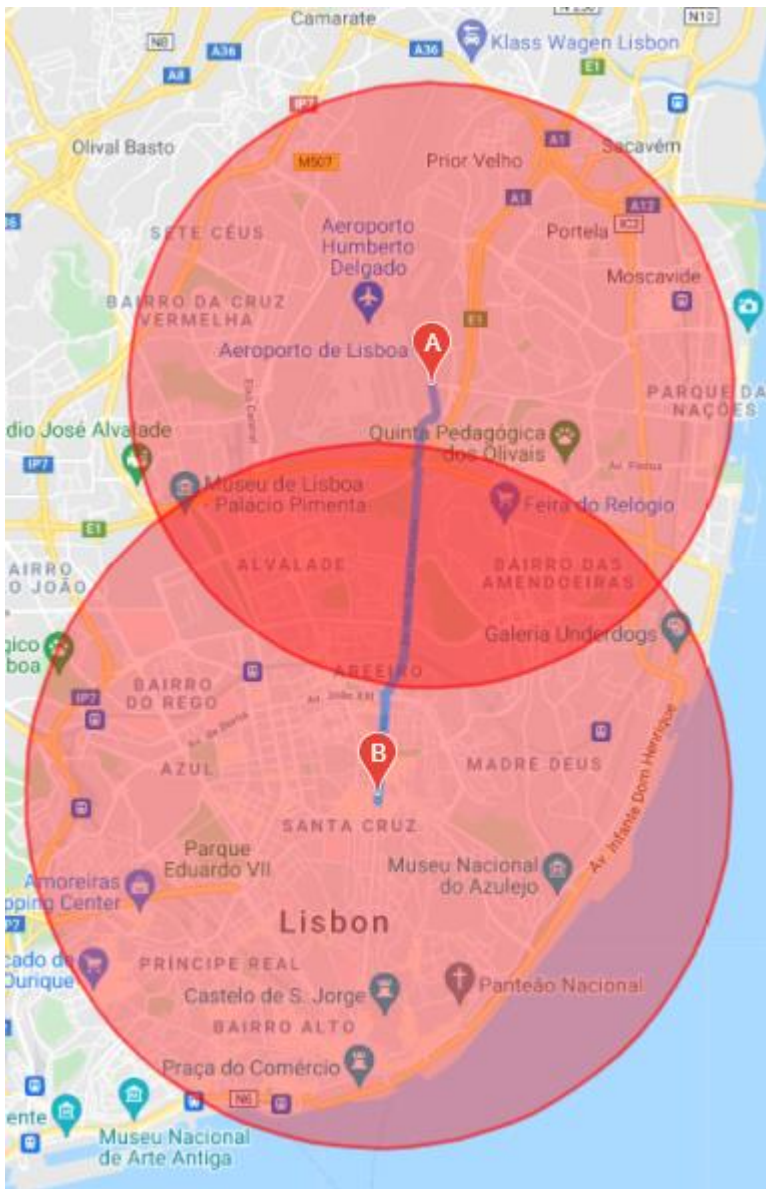 Camarate
N10
N8
A36
A36
Klass Wagen Lisbon
E1
A8
IP7
Olival Basto
A1
Sacavém
M507
Prior Velho
A1
A12
SETE CÉUS
Aeroporto
Humberto
Delgado
Portela
IC2
Moscavide
BAIRRO DA CRUZ
VERMELHA
E1
Aeroporto de Lisboa
A
PARQUE DA
NAÇÕES
dio José Alvalade
Quinta Pedagógica
dos Olivais
IP7
Museu de Lisboa
- Palácio Pimenta
Feira do Relógio
E1
AIRRO
O JOÃO
ALVALADE
BAIRRO DAS
AMENDOEIRAS
gico
boa
Galeria Underdogs
AREEIRO
BAIRRO
DO REGO
Av. João XXI
IP7
AZUL
B
MADRE DEUS
Av. Infante Dom Henrique
SANTA CRUZ
Parque
Eduardo VII
Museu Nacional
do Azulejo
Amoreiras
pping Center
Lisbon
cado de
Ourique
PRÍNCIPE REAL
Castelo de S. Jorge
Panteão Nacional
BAIRRO ALTO
Praça do Comércio
N6
ente
Museu Nacional
de Arte Antiga